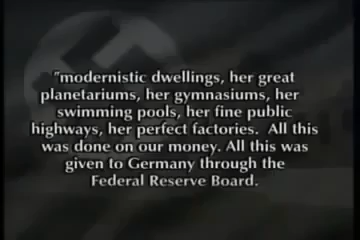 "modernistic dwellings, her great
planetariums, her gymnasiums, her
swimming pools, her fine public
highways, her perfect factories. All this
was done on our money. All this was
given to Germany through the
Federal Reserve Board.